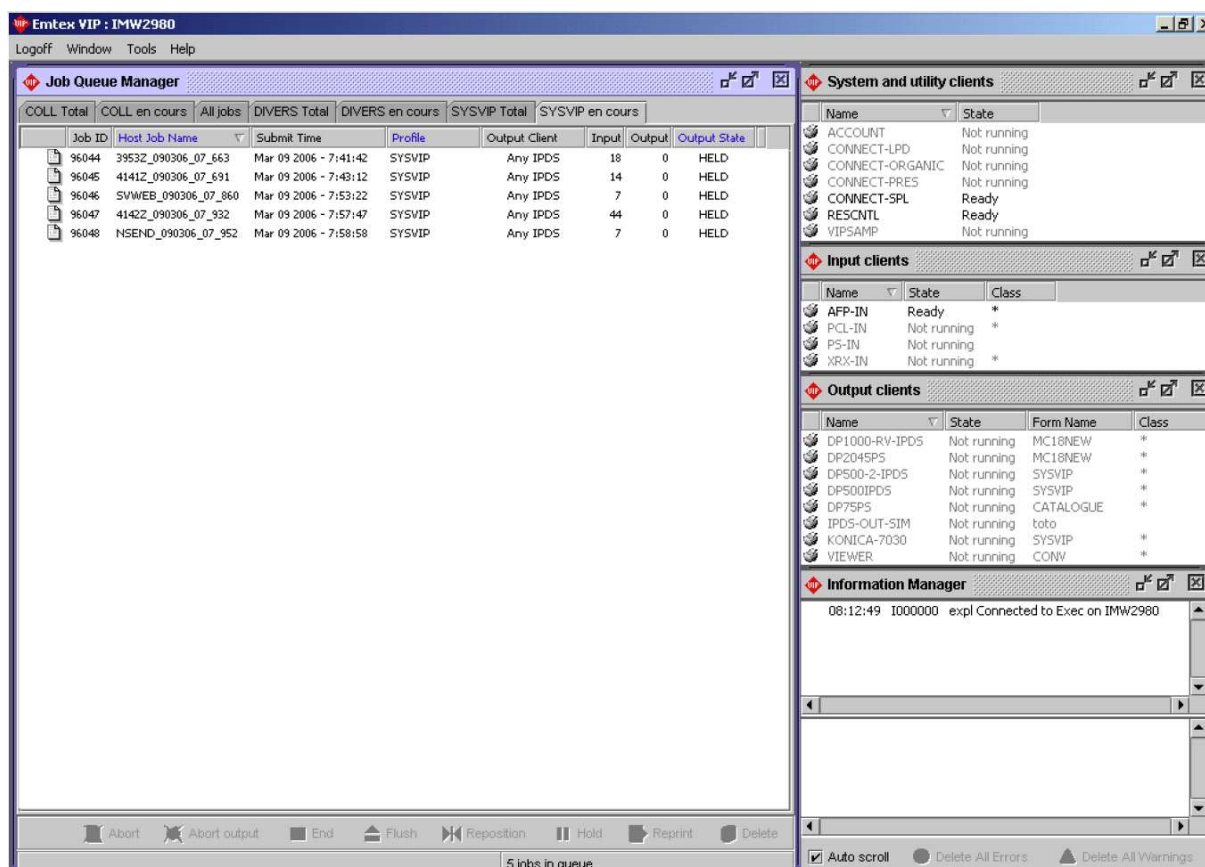 Emtex VIP : IMW2980
Logoff Window Tools Help
Job Queue Manager
COLL Total COLL en cours All jobs DIVERS Total DIVERS en cours SYSVIP Total SYSVIP en cours
Job ID Host Job Name Submit Time Profile Output Client Input Output Output State
96044 3953Z_090306_07_663 Mar 09 2006 - 7:41:42 SYSVIP Any IPDS 18 0 HELD
96045 4141Z_090306_07_691 Mar 09 2006 - 7:43:12 SYSVIP Any IPDS 14 0 HELD
96046 SVWEB_090306_07_860 Mar 09 2006 - 7:53:22 SYSVIP Any IPDS 7 0 HELD
96047 4142Z_090306_07_932 Mar 09 2006 - 7:57:47 SYSVIP Any IPDS 44 0 HELD
96048 NSEND_090306_07_952 Mar 09 2006 - 7:58:58 SYSVIP Any IPDS 7 0 HELD
Abort Abort output End Flush Reposition Hold Reprint Delete
5 jobs in queue
System and utility clients
Name State
ACCOUNT Not running
CONNECT-LPD Not running
CONNECT-ORGANIC Not running
CONNECT-PRES Not running
CONNECT-SPL Ready
RESCNTL Ready
VIPSAMP Not running
Input clients
Name State Class
AFP-IN Ready *
PCL-IN Not running *
PS-IN Not running
XRX-IN Not running *
Output clients
Name State Form Name Class
DP1000-RV-IPDS Not running MC18NEW *
DP2045PS Not running MC18NEW *
DP500-2-IPDS Not running SYSVIP *
DP500IPDS Not running SYSVIP *
DP75PS Not running CATALOGUE *
IPDS-OUT-SIM Not running toto
KONICA-7030 Not running SYSVIP *
VIEWER Not running CONV *
Information Manager
08:12:49 I000000 expl Connected to Exec on IMW2980
Auto scroll Delete All Errors Delete All Warnings